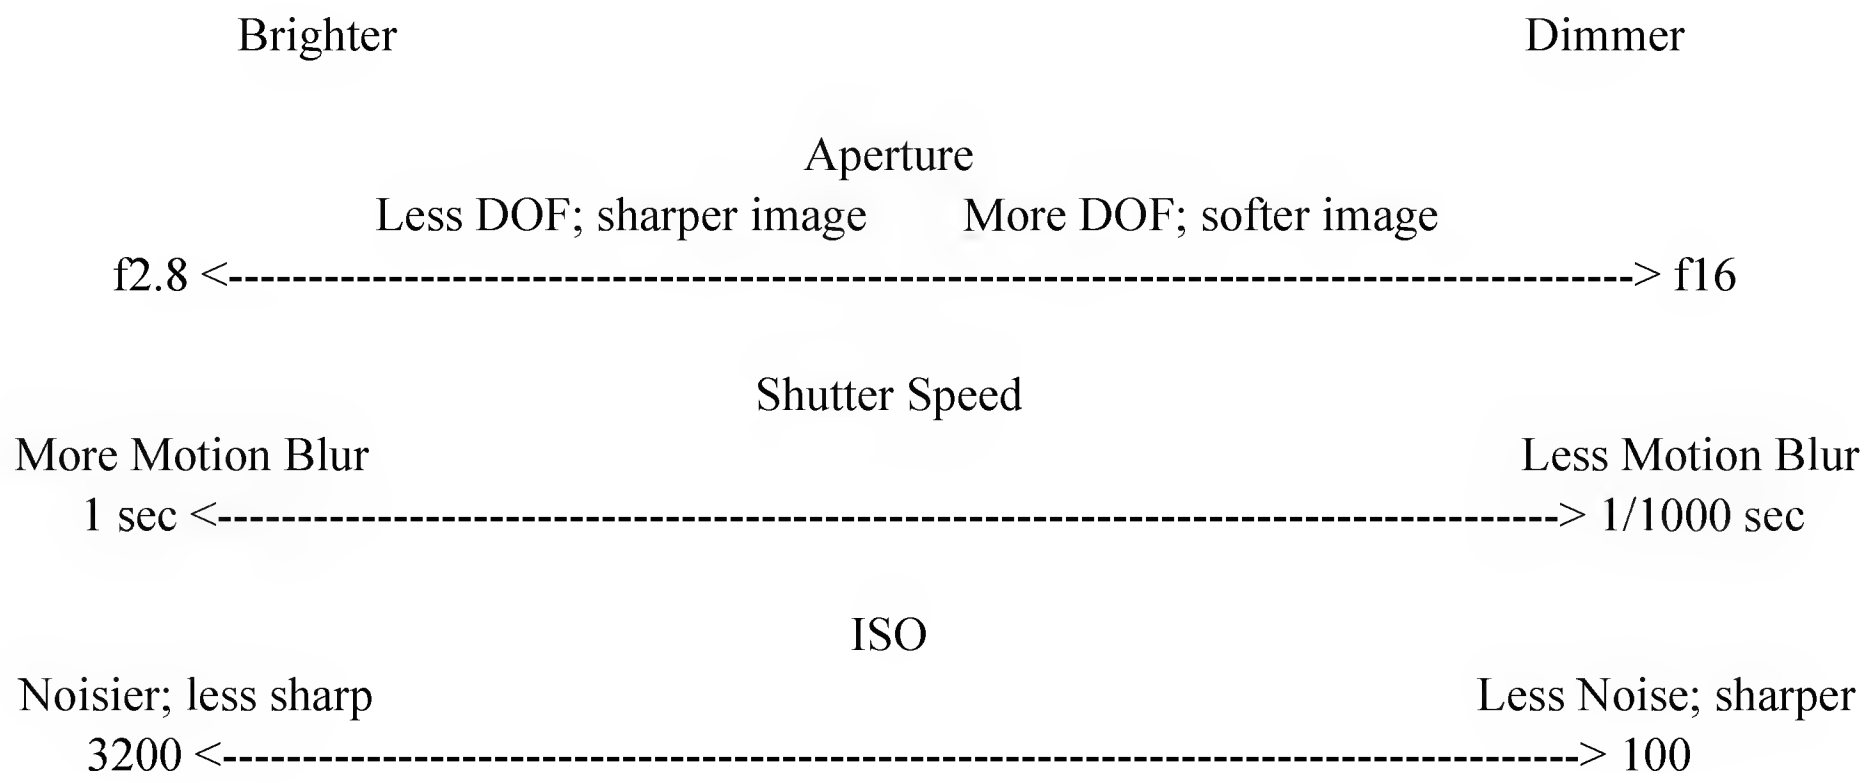 Brighter Dimmer
Aperture
Less DOF; sharper image More DOF; softer image
f2.8 <----------------------------------------------------------------------------------------> f16
Shutter Speed
More Motion Blur Less Motion Blur
1 sec <------------------------------------------------------------------------------------> 1/1000 sec
ISO
Noisier; less sharp Less Noise; sharper
3200 <-------------------------------------------------------------------------------------> 100